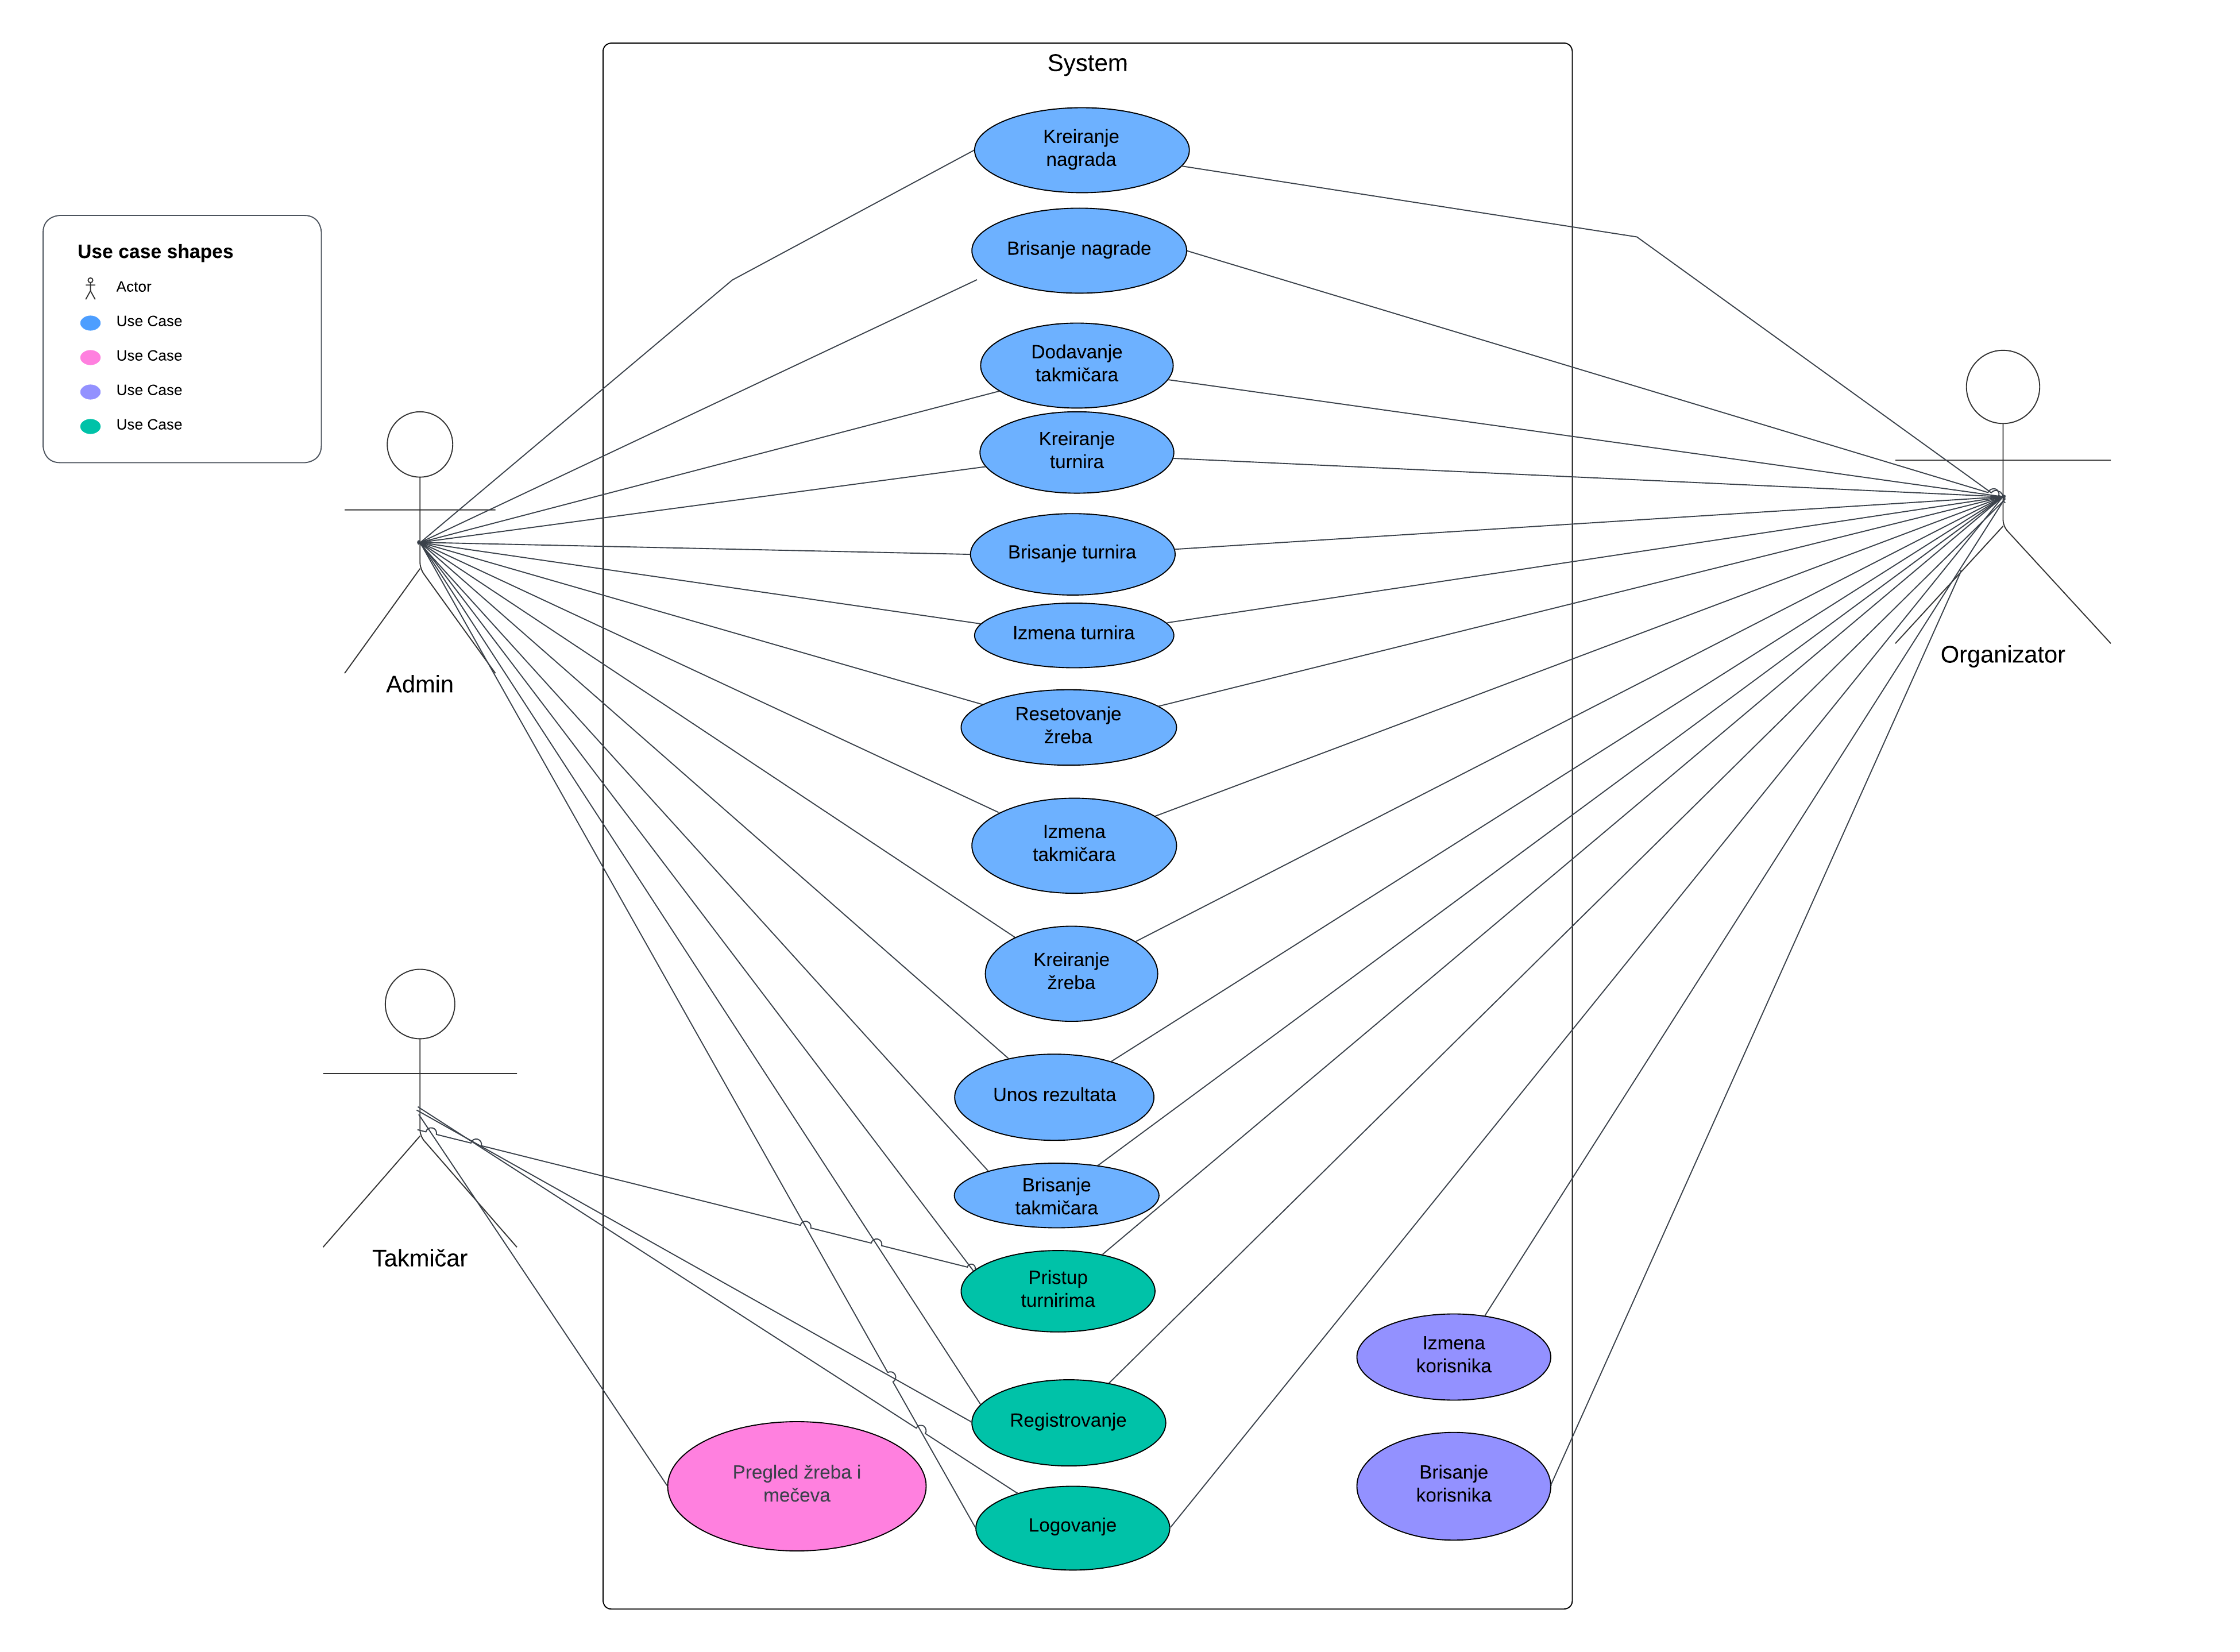 System
Kreiranje
nagrada
Brisanje nagrade
Use case shapes
Actor
Use Case
Use Case
Use Case
Use Case
Dodavanje
takmičara
Kreiranje
turnira
Brisanje turnira
Izmena turnira
Admin
Organizator
Resetovanje
žreba
Izmena
takmičara
Kreiranje
žreba
Unos rezultata
Brisanje
takmičara
Takmičar
Pristup
turnirima
Izmena
korisnika
Registrovanje
Pregled žreba i
mečeva
Brisanje
korisnika
Logovanje